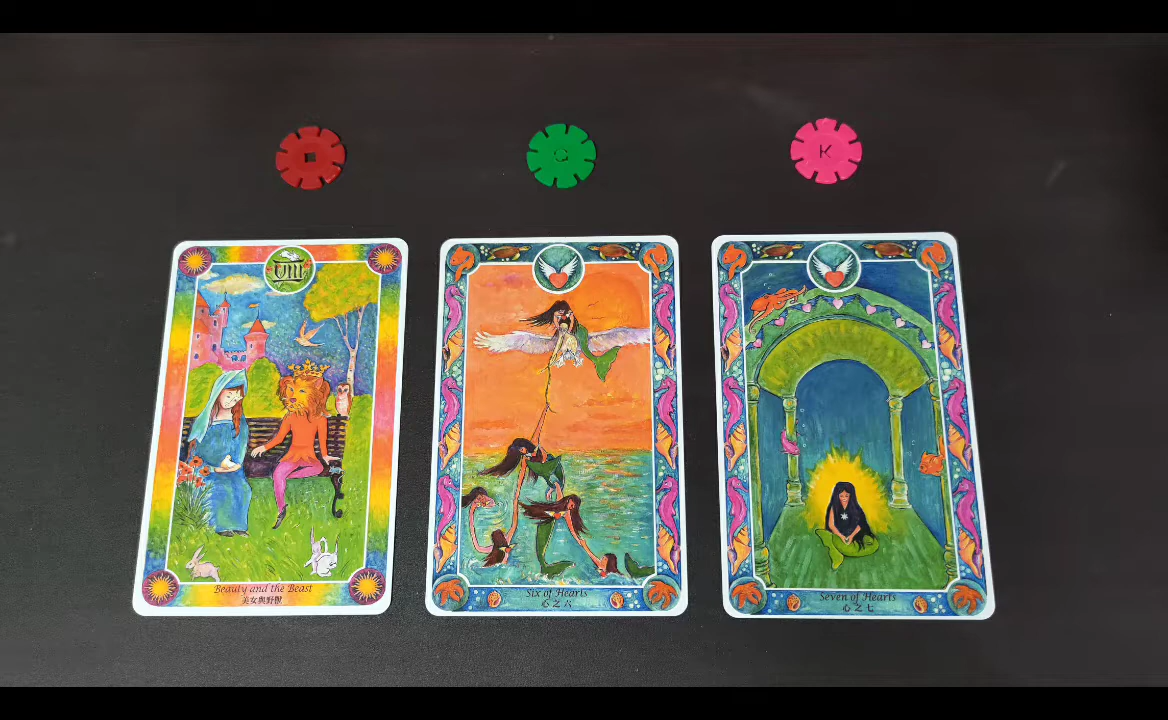 K
VIII
Beauty and the Beast
美女與野獸
Six of Hearts
心之六
Seven of Hearts
心之七